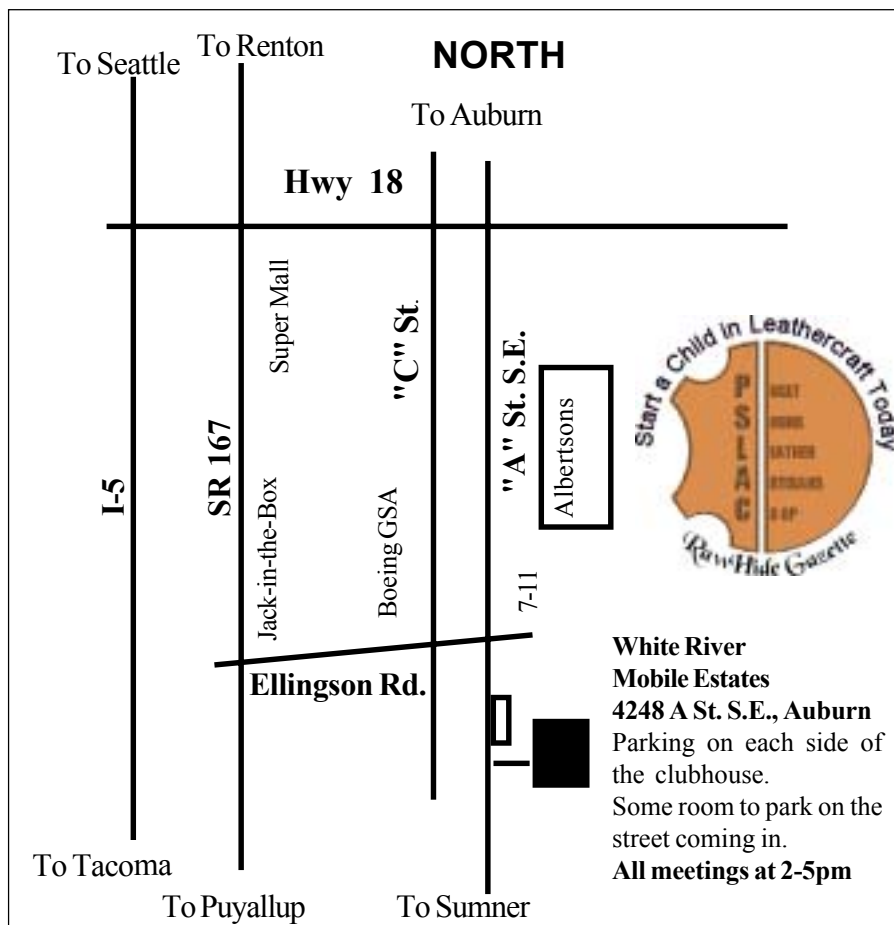 To Seattle
To Renton
NORTH
To Auburn
Hwy 18
I-5
SR 167
Super Mall
Jack-in-the-Box
"C" St.
Boeing GSA
"A" St. S.E.
Albertsons
7-11
Ellingson Rd.
Start a Child in Leathercraft Today
PSLAC
RawHide Gazette
White River
Mobile Estates
4248 A St. S.E., Auburn
Parking on each side of
the clubhouse.
Some room to park on the
street coming in.
All meetings at 2-5pm
To Tacoma
To Puyallup
To Sumner